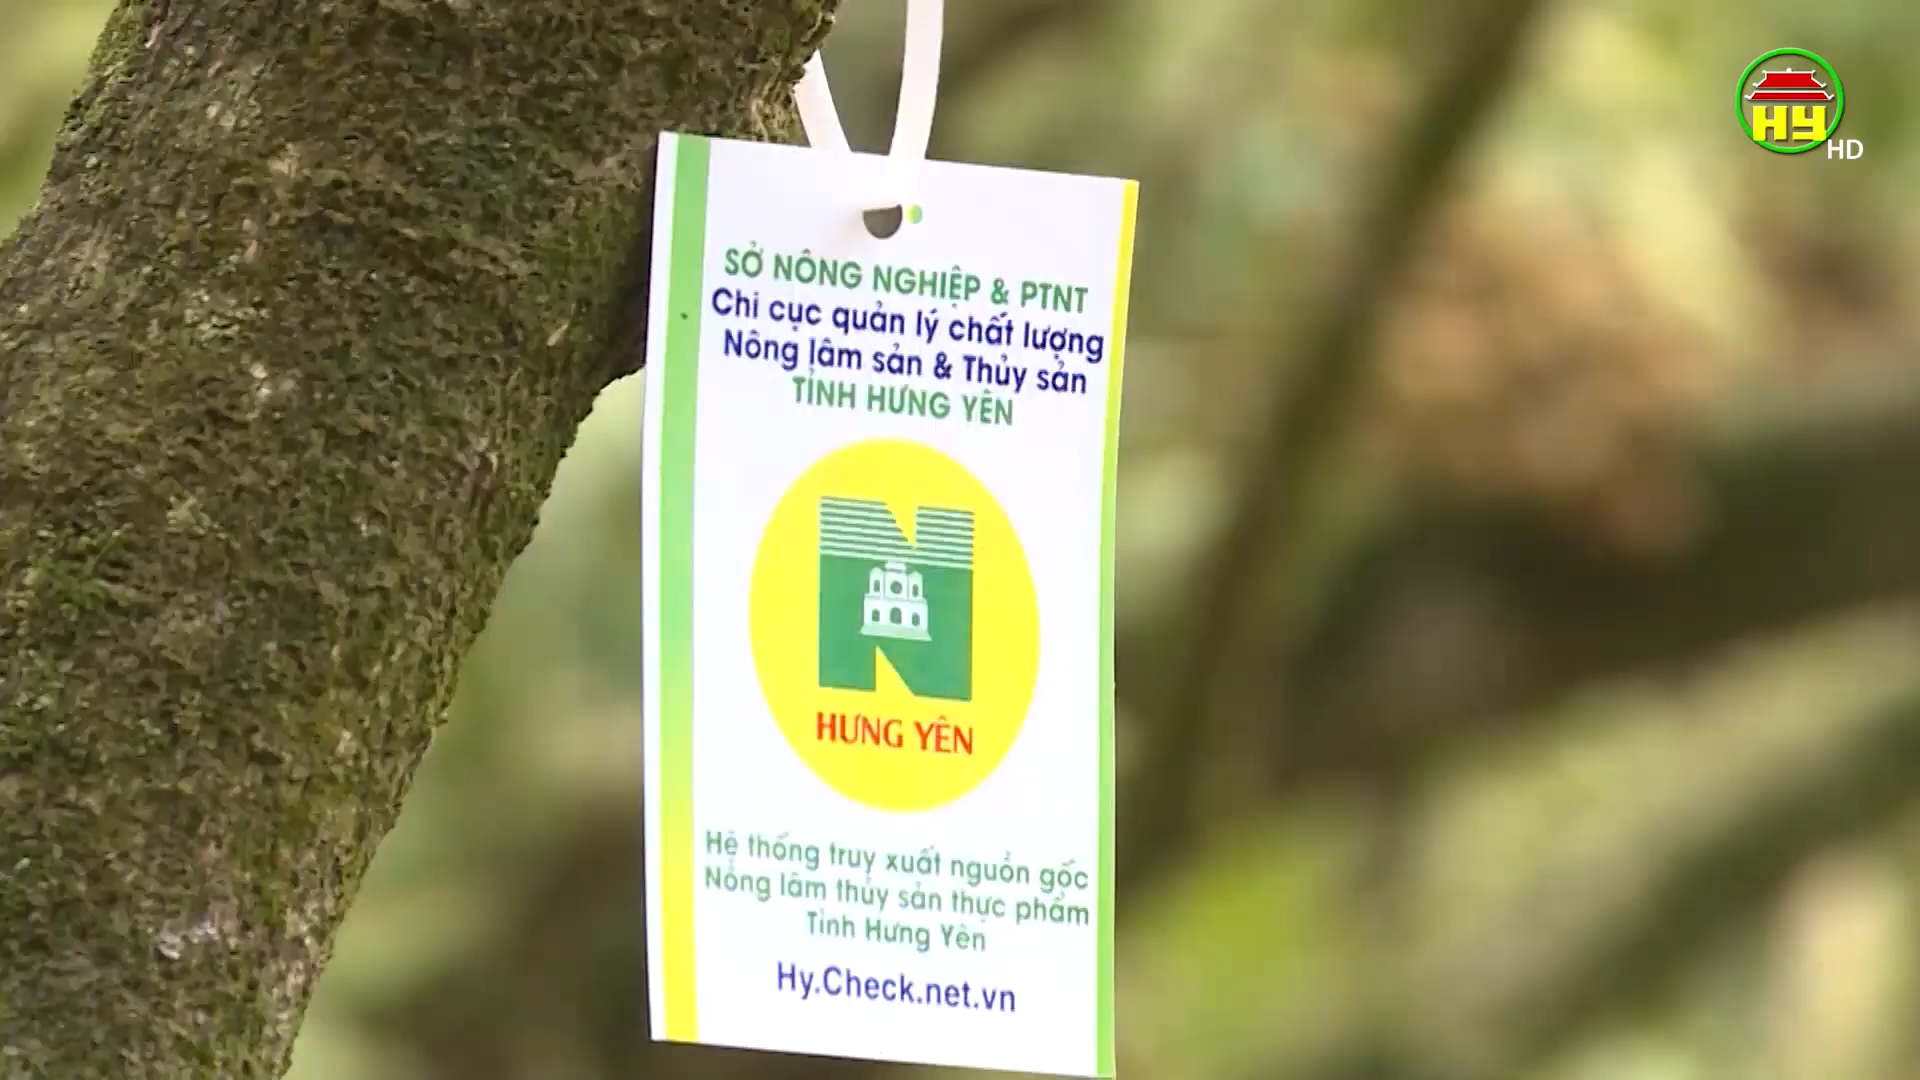 HY
HD
SỞ NÔNG NGHIỆP & PTNT
Chi cục quản lý chất lượng
Nông lâm sản & Thủy sản
TỈNH HƯNG YÊN
N
HƯNG YÊN
Hệ thống truy xuất nguồn gốc
Nông lâm thủy sản thực phẩm
Tỉnh Hưng Yên
Hy.Check.net.vn